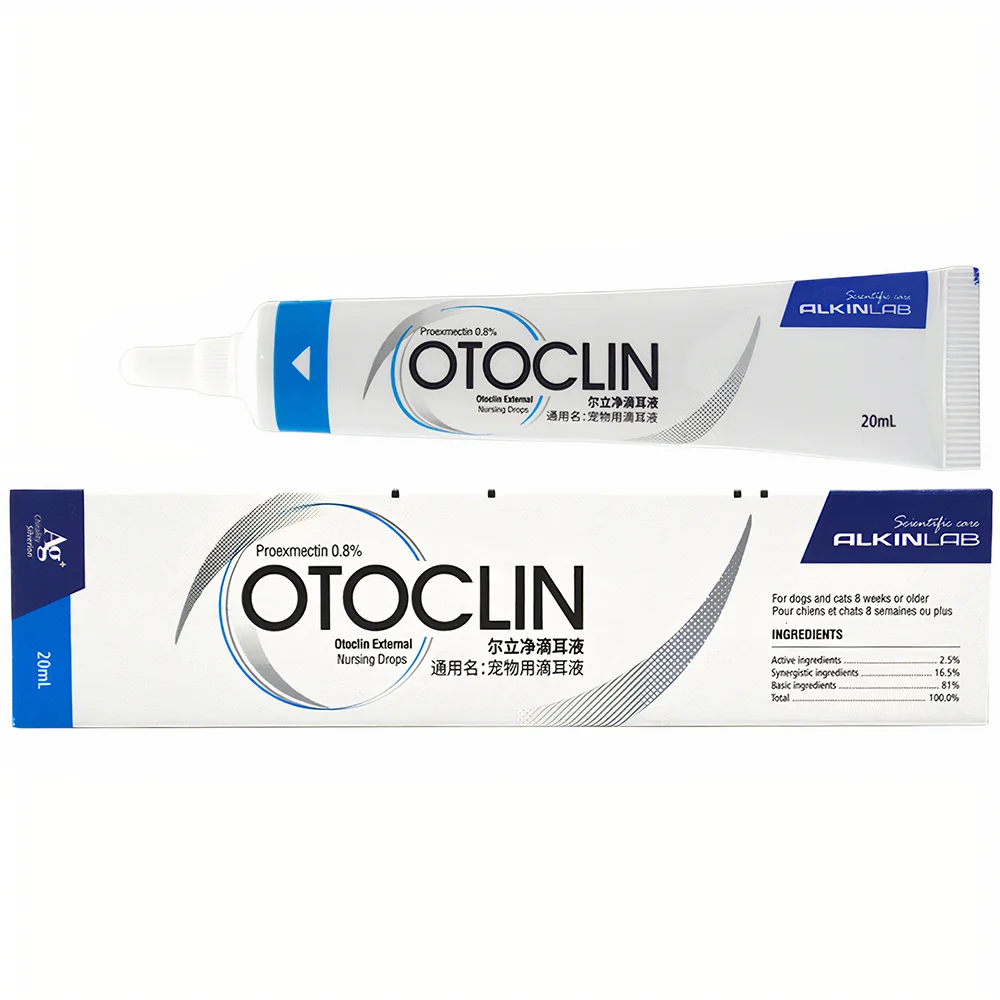 Scientific care
ALKINLAB
Proexmectin 0.8%
OTOCLIN
Otoclin External
Nursing Drops
尔立净滴耳液
通用名:宠物用滴耳液
20mL
Ag+
Cheality
Silverion
20mL
Proexmectin 0.8%
OTOCLIN
Otoclin External
Nursing Drops
尔立净滴耳液
通用名:宠物用滴耳液
Scientific care
ALKINLAB
For dogs and cats 8 weeks or older
Pour chiens et chats 8 semaines ou plus
INGREDIENTS
Active ingredients 2.5%
Synergistic ingredients 16.5%
Basic ingredients 81%
Total 100.0%